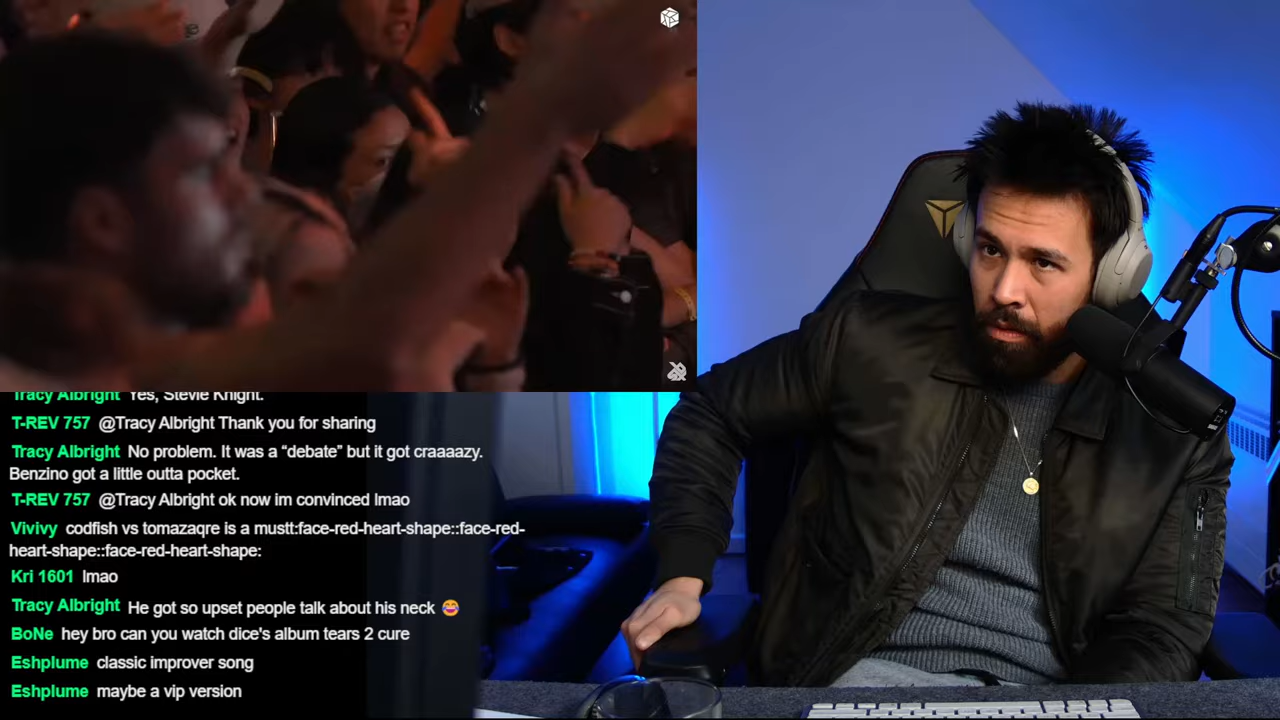 Tracy Albright Yes, Stevie Knight.
T-REV 757 @Tracy Albright Thank you for sharing
Tracy Albright No problem. It was a “debate” but it got craaaazy.
Benzino got a little outta pocket.
T-REV 757 @Tracy Albright ok now im convinced lmao
Vivivy codfish vs tomazaqre is a mustt:face-red-heart-shape::face-red-
heart-shape::face-red-heart-shape:
Kri 1601 lmao
Tracy Albright He got so upset people talk about his neck 😂
BoNe hey bro can you watch dice's album tears 2 cure
Eshplume classic improver song
Eshplume maybe a vip version